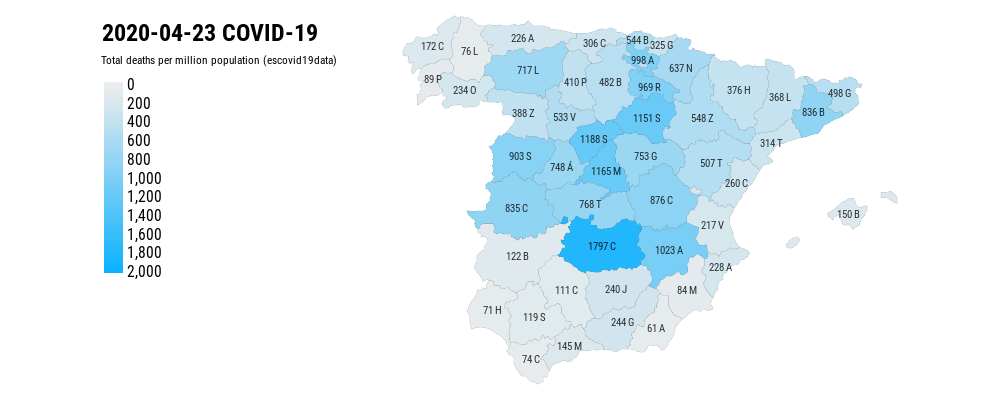 2020-04-23 COVID-19
Total deaths per million population (escovid19data)
0
200
400
600
800
1,000
1,200
1,400
1,600
1,800
2,000
172 C
76 L
226 A
306 C
544 B
325 G
998 A
637 N
89 P
234 O
717 L
410 P
482 B
969 R
376 H
368 L
498 G
836 B
388 Z
533 V
1151 S
548 Z
314 T
1188 S
903 S
748 Á
1165 M
753 G
507 T
260 C
835 C
768 T
876 C
217 V
150 B
122 B
1797 C
1023 A
228 A
111 C
240 J
84 M
71 H
119 S
244 G
61 A
145 M
74 C